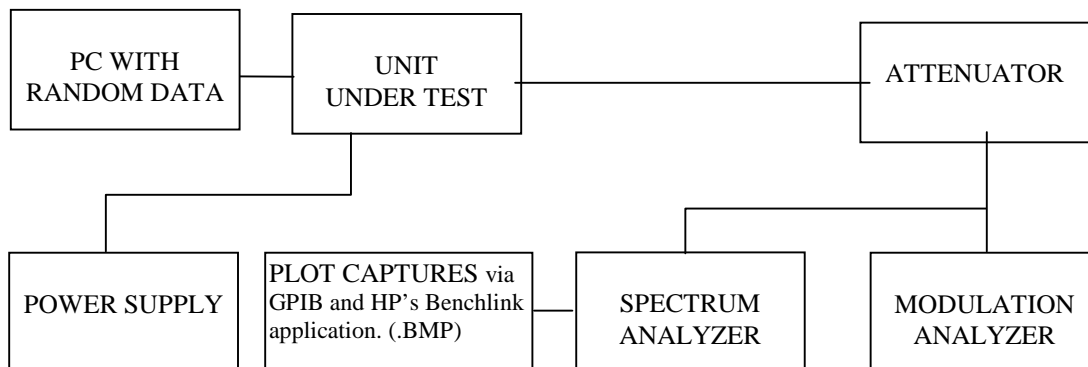 PC WITH
RANDOM DATA
UNIT
UNDER TEST
ATTENUATOR
POWER SUPPLY
PLOT CAPTURES via
GPIB and HP's Benchlink
application. (.BMP)
SPECTRUM
ANALYZER
MODULATION
ANALYZER